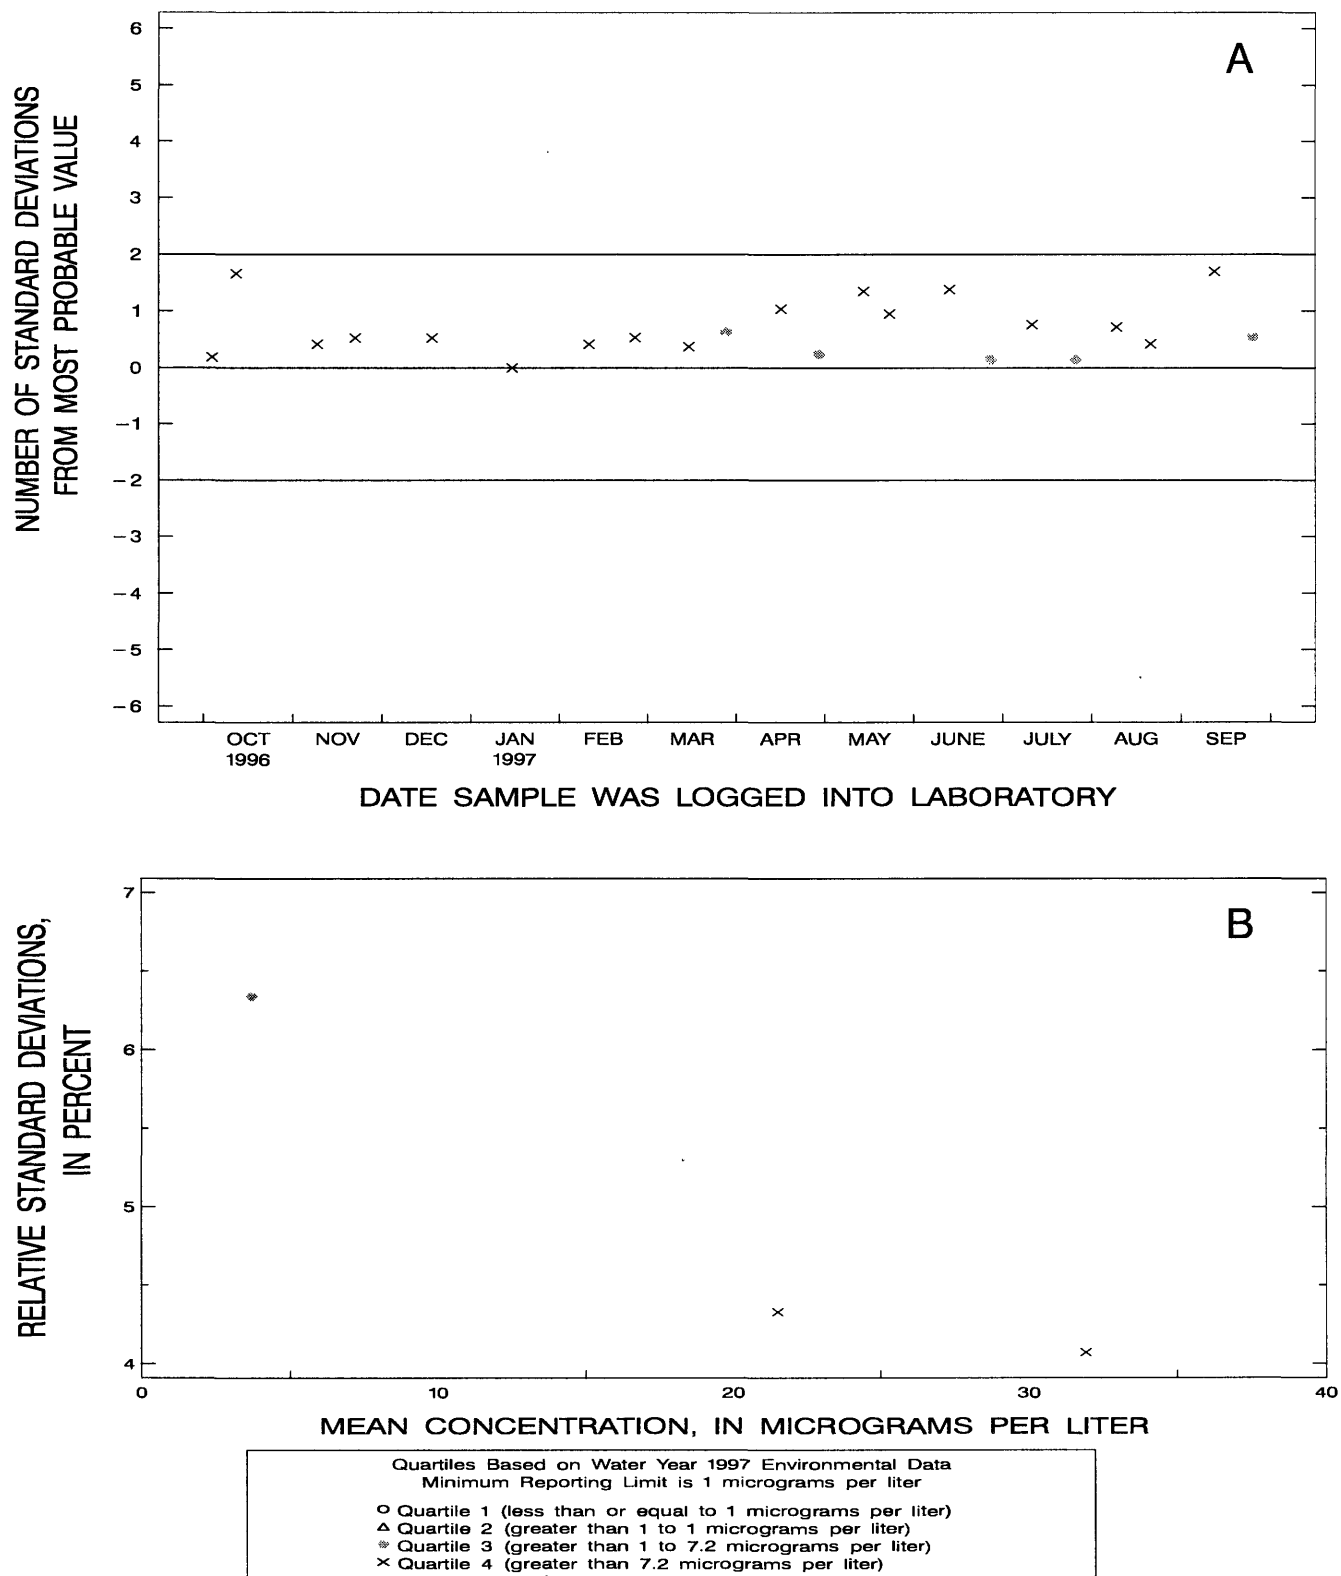 A
NUMBER OF STANDARD DEVIATIONS
FROM MOST PROBABLE VALUE
6
5
4
3
2
1
0
−1
−2
−3
−4
−5
−6
OCT NOV DEC JAN FEB MAR APR MAY JUNE JULY AUG SEP
1996 1997
DATE SAMPLE WAS LOGGED INTO LABORATORY
B
RELATIVE STANDARD DEVIATIONS,
IN PERCENT
7
6
5
4
0 10 20 30 40
MEAN CONCENTRATION, IN MICROGRAMS PER LITER
Quartiles Based on Water Year 1997 Environmental Data
Minimum Reporting Limit is 1 micrograms per liter
Quartile 1 (less than or equal to 1 micrograms per liter)
Quartile 2 (greater than 1 to 1 micrograms per liter)
Quartile 3 (greater than 1 to 7.2 micrograms per liter)
Quartile 4 (greater than 7.2 micrograms per liter)